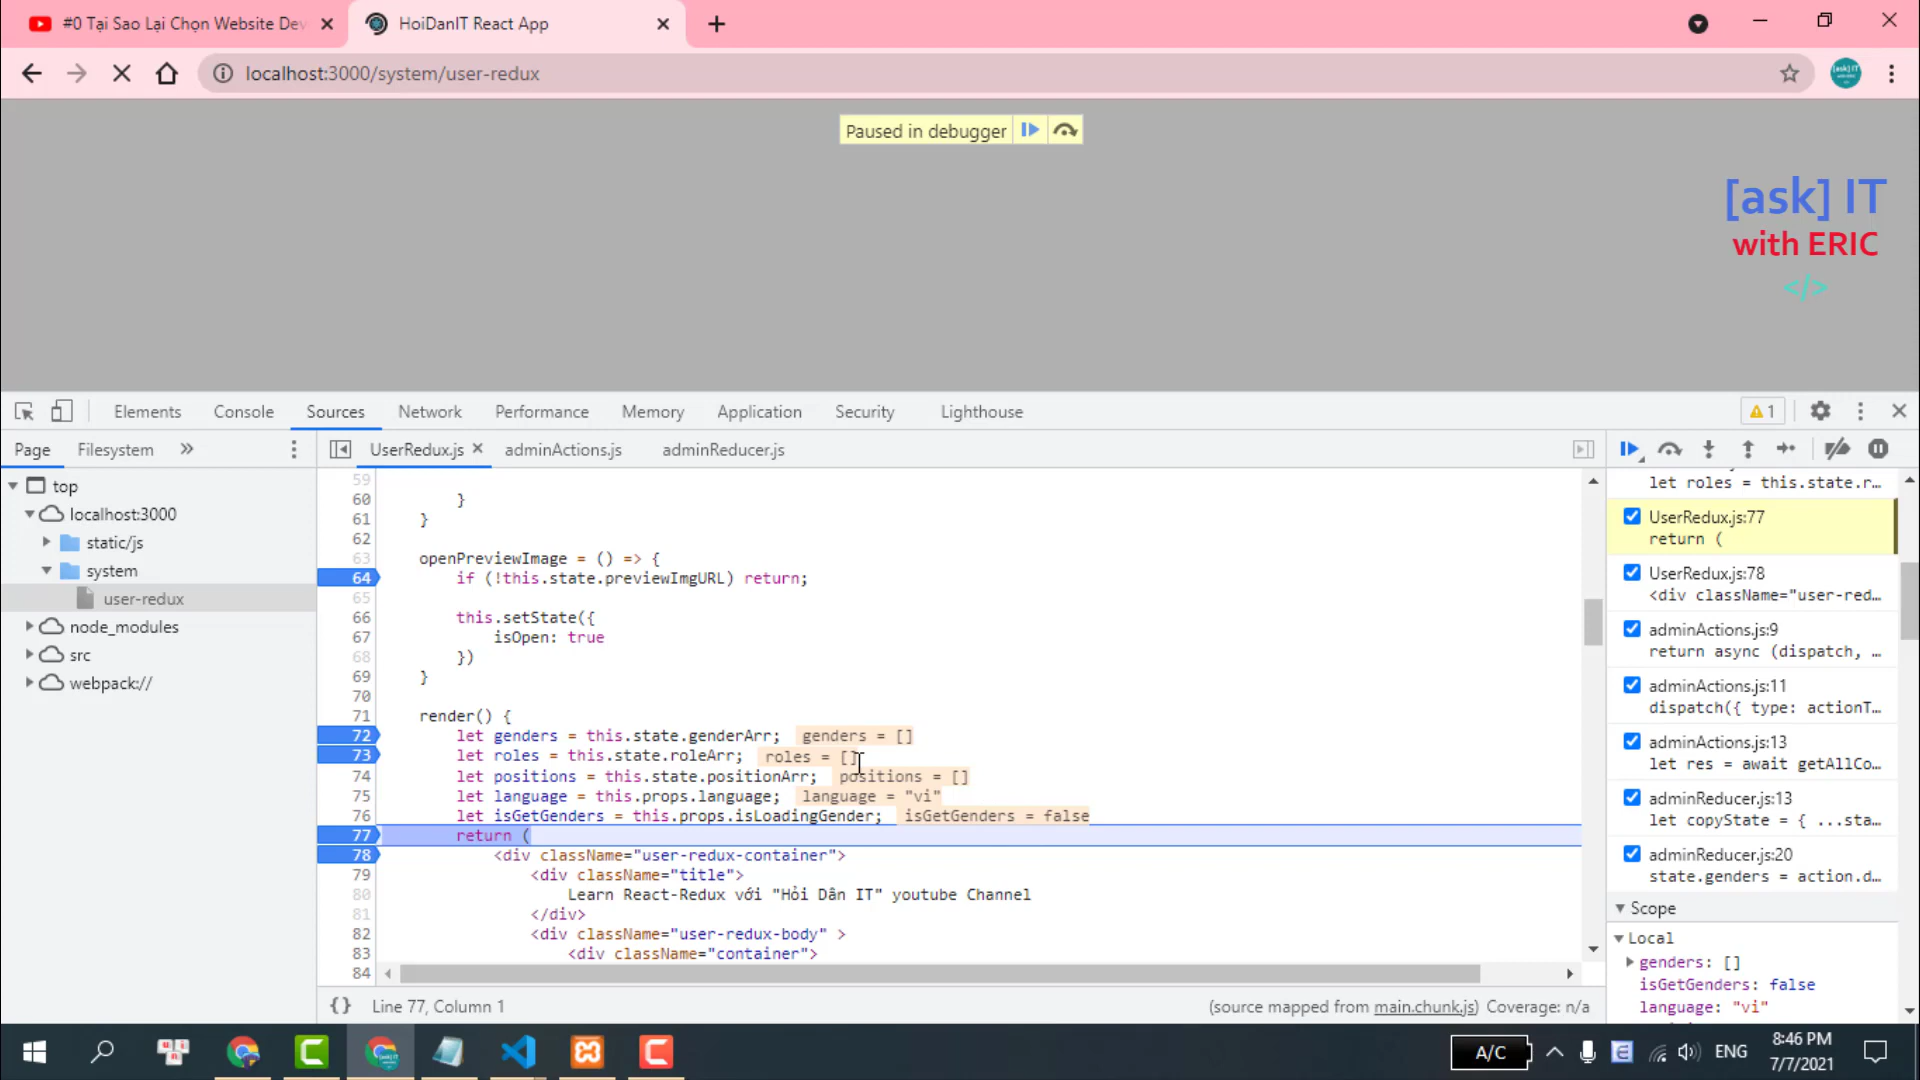 #0 Tại Sao Lại Chọn Website Dev
HoiDanIT React App
localhost:3000/system/user-redux
[ask] IT with ERIC
Paused in debugger
[ask] IT
with ERIC
</>
Elements Console Sources Network Performance Memory Application Security Lighthouse
1
Page Filesystem »
UserRedux.js adminActions.js adminReducer.js
top
localhost:3000
static/js
system
user-redux
node_modules
src
webpack://
59
60 }
61 }
62
63 openPreviewImage = () => {
64 if (!this.state.previewImgURL) return;
65
66 this.setState({
67 isOpen: true
68 })
69 }
70
71 render() {
72 let genders = this.state.genderArr; genders = []
73 let roles = this.state.roleArr; roles = []
74 let positions = this.state.positionArr; positions = []
75 let language = this.props.language; language = "vi"
76 let isGetGenders = this.props.isLoadingGender; isGetGenders = false
77 return (
78 <div className="user-redux-container">
79 <div className="title">
80 Learn React-Redux với "Hỏi Dân IT" youtube Channel
81 </div>
82 <div className="user-redux-body" >
83 <div className="container">
84
{} Line 77, Column 1
(source mapped from main.chunk.js) Coverage: n/a
let roles = this.state.r…
UserRedux.js:77
return (
UserRedux.js:78
<div className="user-red…
adminActions.js:9
return async (dispatch, …
adminActions.js:11
dispatch({ type: actionT…
adminActions.js:13
let res = await getAllCo…
adminReducer.js:13
let copyState = { ...sta…
adminReducer.js:20
state.genders = action.d…
Scope
Local
genders: []
isGetGenders: false
language: "vi"
A/C
ENG
8:46 PM
7/7/2021